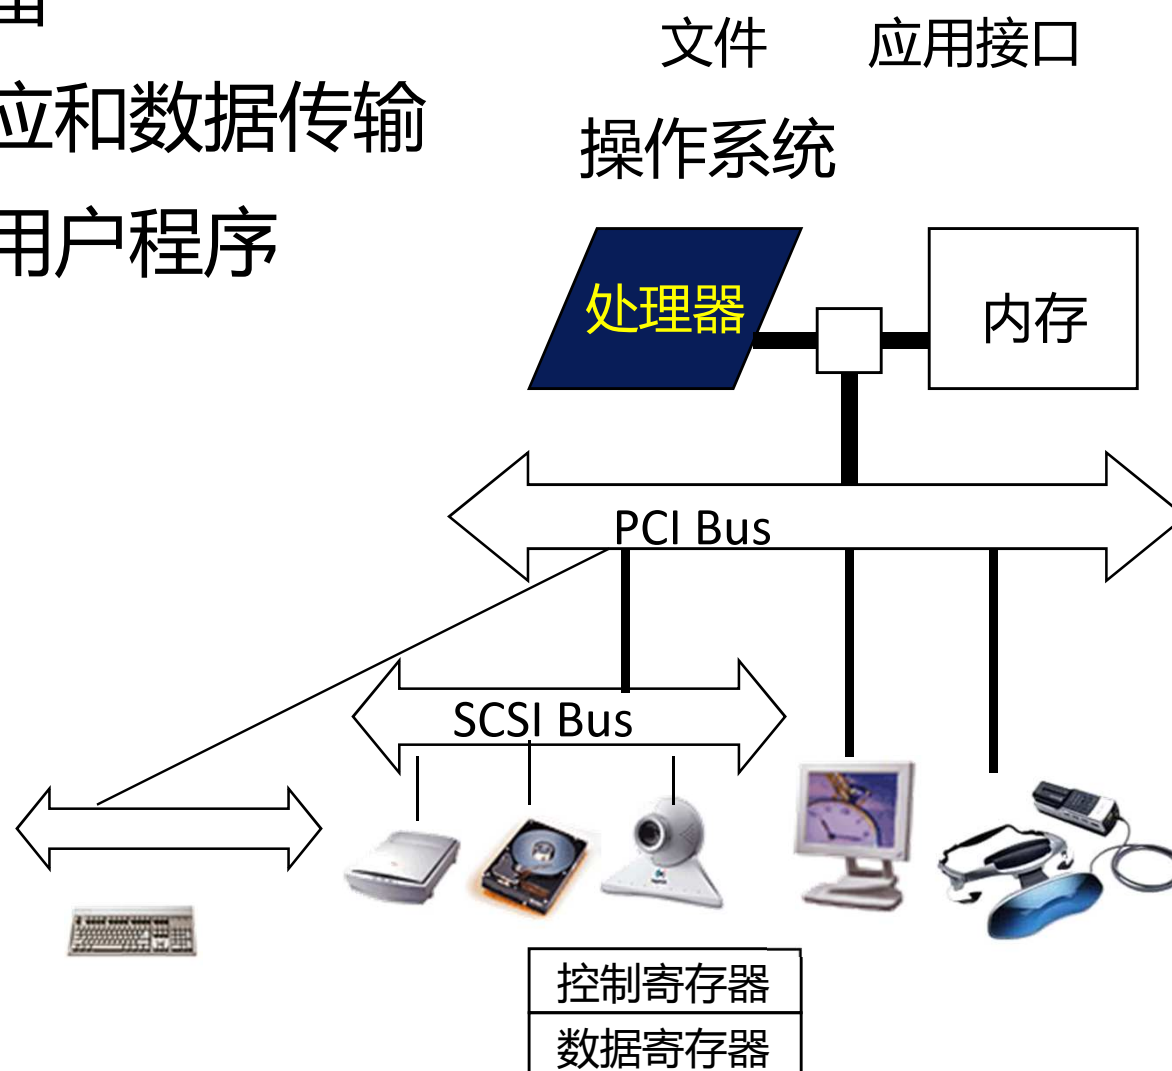 文件 应用接口
应和数据传输
操作系统
用户程序
处理器
内存
PCI Bus
SCSI Bus
控制寄存器
数据寄存器